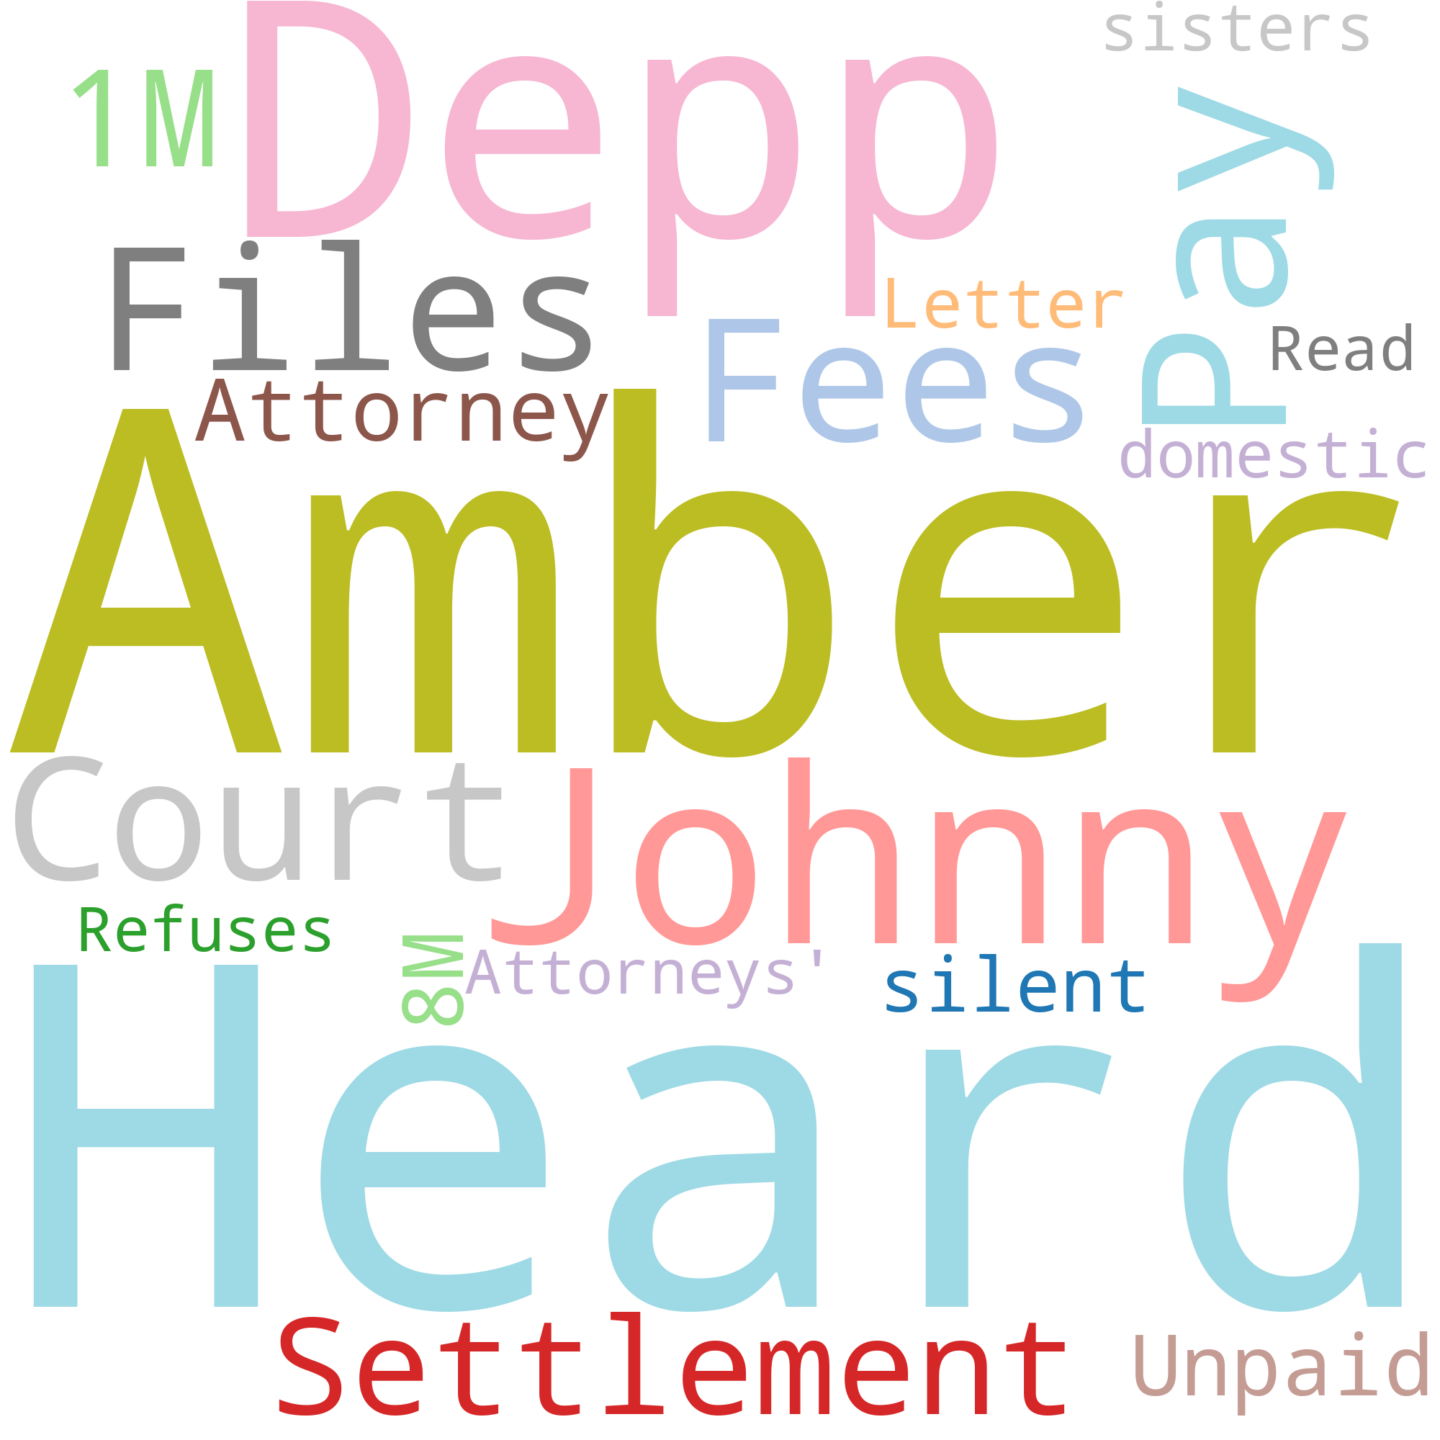 sisters
1M
Depp
Pay
Files
Letter
Fees
Read
Attorney
domestic
Amber
Court
Johnny
Refuses
8M
Attorneys'
silent
Heard
Settlement
Unpaid